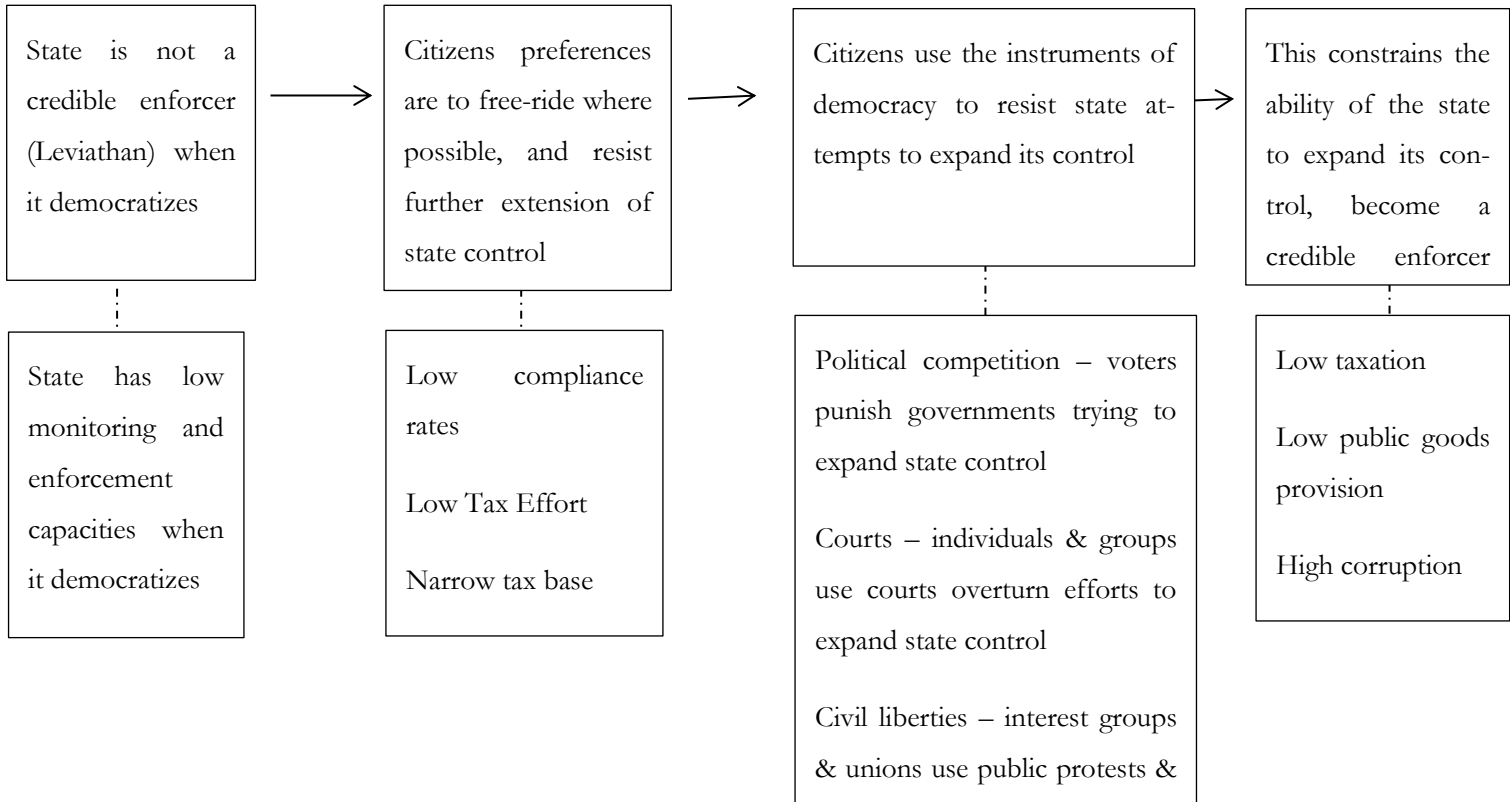 State is not a
credible enforcer
(Leviathan) when
it democratizes
Citizens preferences
are to free-ride where
possible, and resist
further extension of
state control
Citizens use the instruments of
democracy to resist state at-
tempts to expand its control
This constrains the
ability of the state
to expand its con-
trol, become a
credible enforcer
State has low
monitoring and
enforcement
capacities when
it democratizes
Low compliance
rates
Low Tax Effort
Narrow tax base
Political competition – voters
punish governments trying to
expand state control
Courts – individuals & groups
use courts overturn efforts to
expand state control
Civil liberties – interest groups
& unions use public protests &
Low taxation
Low public goods
provision
High corruption